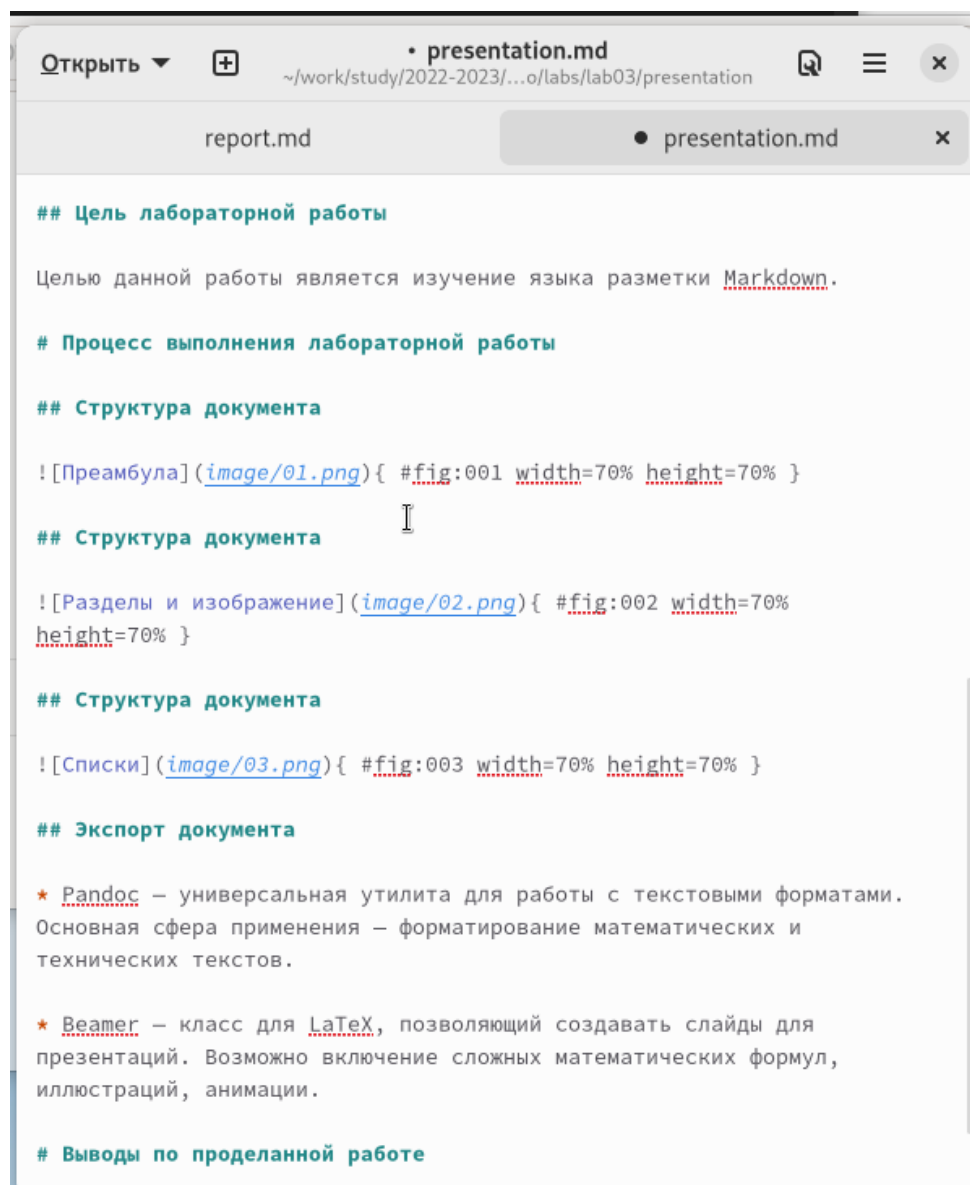 Открыть
• presentation.md
~/work/study/2022-2023/...o/labs/lab03/presentation
report.md
● presentation.md
## Цель лабораторной работы
Целью данной работы является изучение языка разметки Markdown.
# Процесс выполнения лабораторной работы
## Структура документа
![Преамбула](image/01.png){ #fig:001 width=70% height=70% }
## Структура документа
![Разделы и изображение](image/02.png){ #fig:002 width=70%
height=70% }
## Структура документа
![Списки](image/03.png){ #fig:003 width=70% height=70% }
## Экспорт документа
* Pandoc — универсальная утилита для работы с текстовыми форматами.
Основная сфера применения — форматирование математических и
технических текстов.
* Beamer — класс для LaTeX, позволяющий создавать слайды для
презентаций. Возможно включение сложных математических формул,
иллюстраций, анимации.
# Выводы по проделанной работе